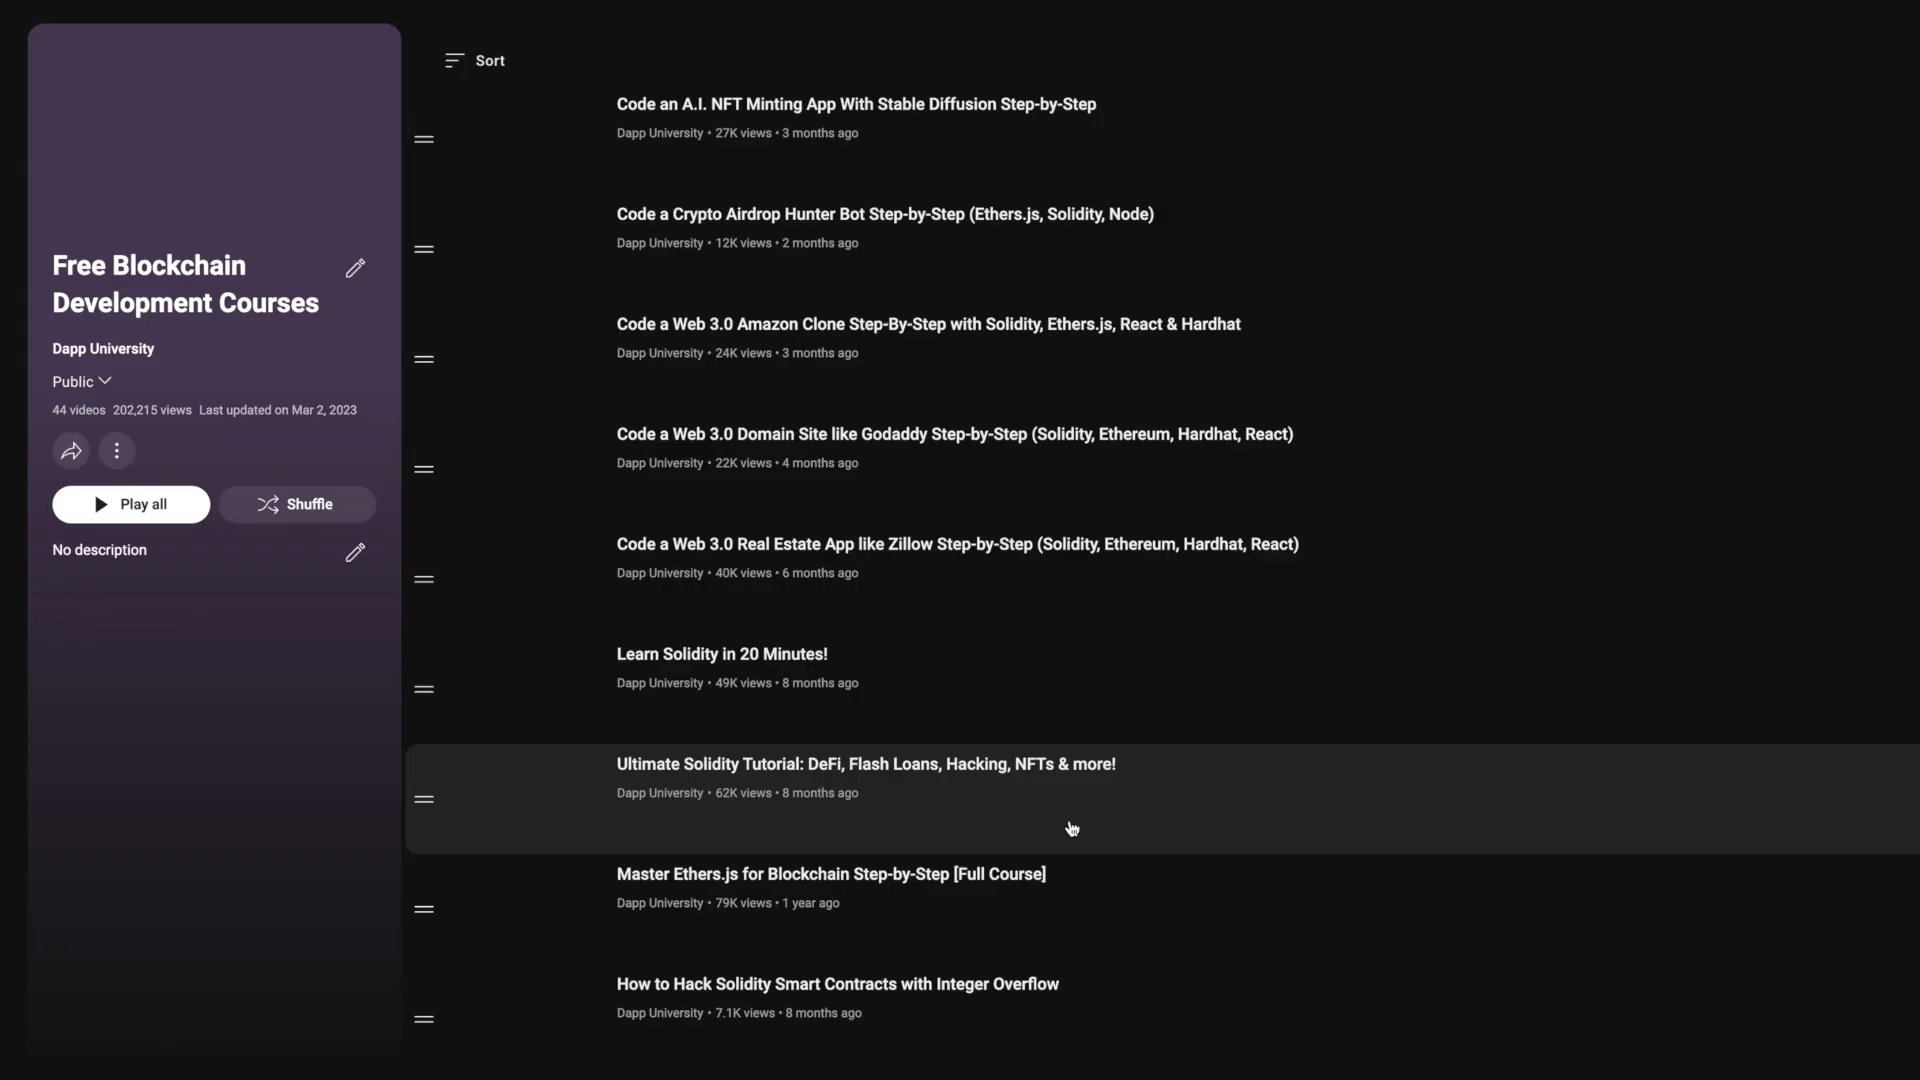 Free Blockchain
Development Courses
Dapp University
Public
44 videos 202,215 views Last updated on Mar 2, 2023
Play all
Shuffle
No description
Sort
Code an A.I. NFT Minting App With Stable Diffusion Step-by-Step
Dapp University • 27K views • 3 months ago
Code a Crypto Airdrop Hunter Bot Step-by-Step (Ethers.js, Solidity, Node)
Dapp University • 12K views • 2 months ago
Code a Web 3.0 Amazon Clone Step-By-Step with Solidity, Ethers.js, React & Hardhat
Dapp University • 24K views • 3 months ago
Code a Web 3.0 Domain Site like Godaddy Step-by-Step (Solidity, Ethereum, Hardhat, React)
Dapp University • 22K views • 4 months ago
Code a Web 3.0 Real Estate App like Zillow Step-by-Step (Solidity, Ethereum, Hardhat, React)
Dapp University • 40K views • 6 months ago
Learn Solidity in 20 Minutes!
Dapp University • 49K views • 8 months ago
Ultimate Solidity Tutorial: DeFi, Flash Loans, Hacking, NFTs & more!
Dapp University • 62K views • 8 months ago
Master Ethers.js for Blockchain Step-by-Step [Full Course]
Dapp University • 79K views • 1 year ago
How to Hack Solidity Smart Contracts with Integer Overflow
Dapp University • 7.1K views • 8 months ago